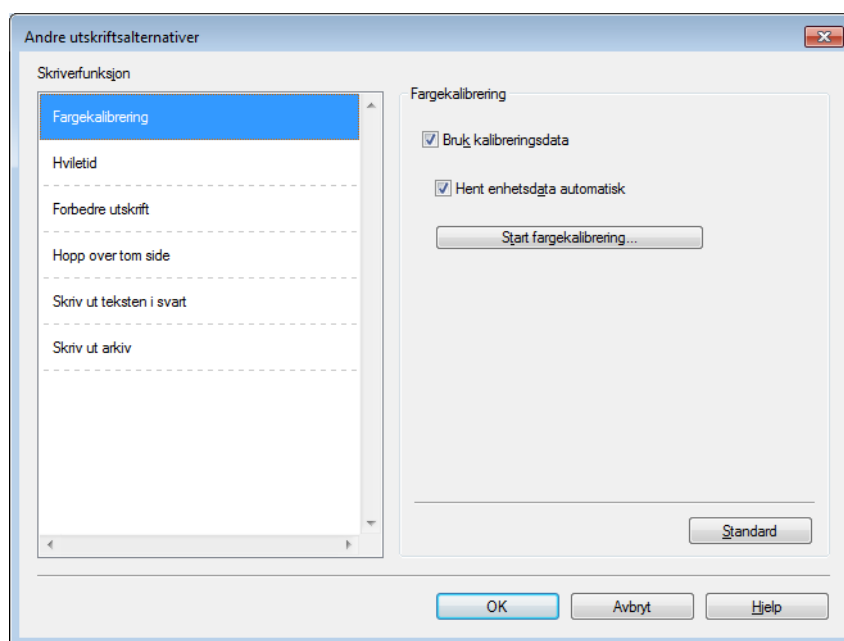 Andre utskriftsalternativer
Skriverfunksjon
Fargekalibrering
Hviletid
Forbedre utskrift
Hopp over tom side
Skriv ut teksten i svart
Skriv ut arkiv
Fargekalibrering
Bruk kalibreringsdata
Hent enhetsdata automatisk
Start fargekalibrering...
Standard
OK Avbryt Hjelp